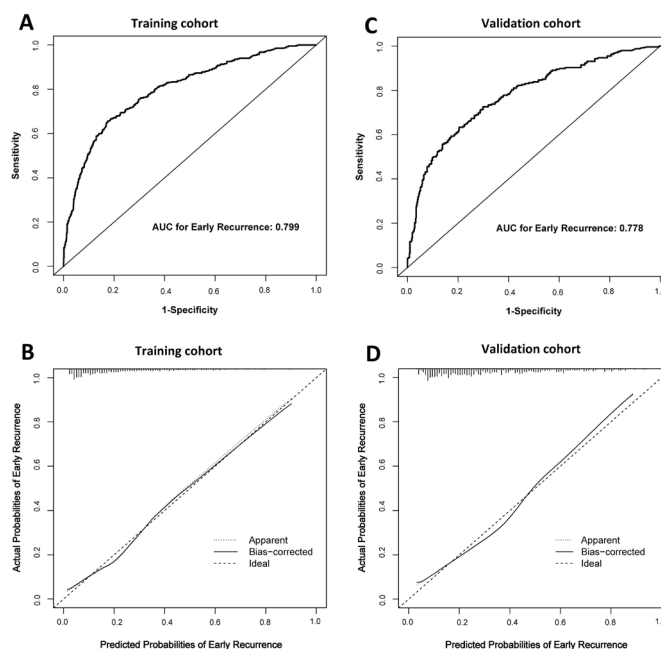 A
Training cohort
1.0
0.8
0.6
0.4
0.2
0.0
Sensitivity
AUC for Early Recurrence: 0.799
0.0 0.2 0.4 0.6 0.8 1.0
1-Specificity
C
Validation cohort
1.0
0.8
0.6
0.4
0.2
0.0
Sensitivity
AUC for Early Recurrence: 0.778
0.0 0.2 0.4 0.6 0.8
1-Specificity
B
Training cohort
1.0
0.8
0.6
0.4
0.2
0.0
Actual Probabilities of Early Recurrence
Apparent
Bias-corrected
Ideal
0.0 0.2 0.4 0.6 0.8 1.0
Predicted Probabilities of Early Recurrence
D
Validation cohort
1.0
0.8
0.6
0.4
0.2
0.0
Actual Probabilities of Early Recurrence
Apparent
Bias-corrected
Ideal
0.0 0.2 0.4 0.6 0.8
Predicted Probabilities of Early Recurrence